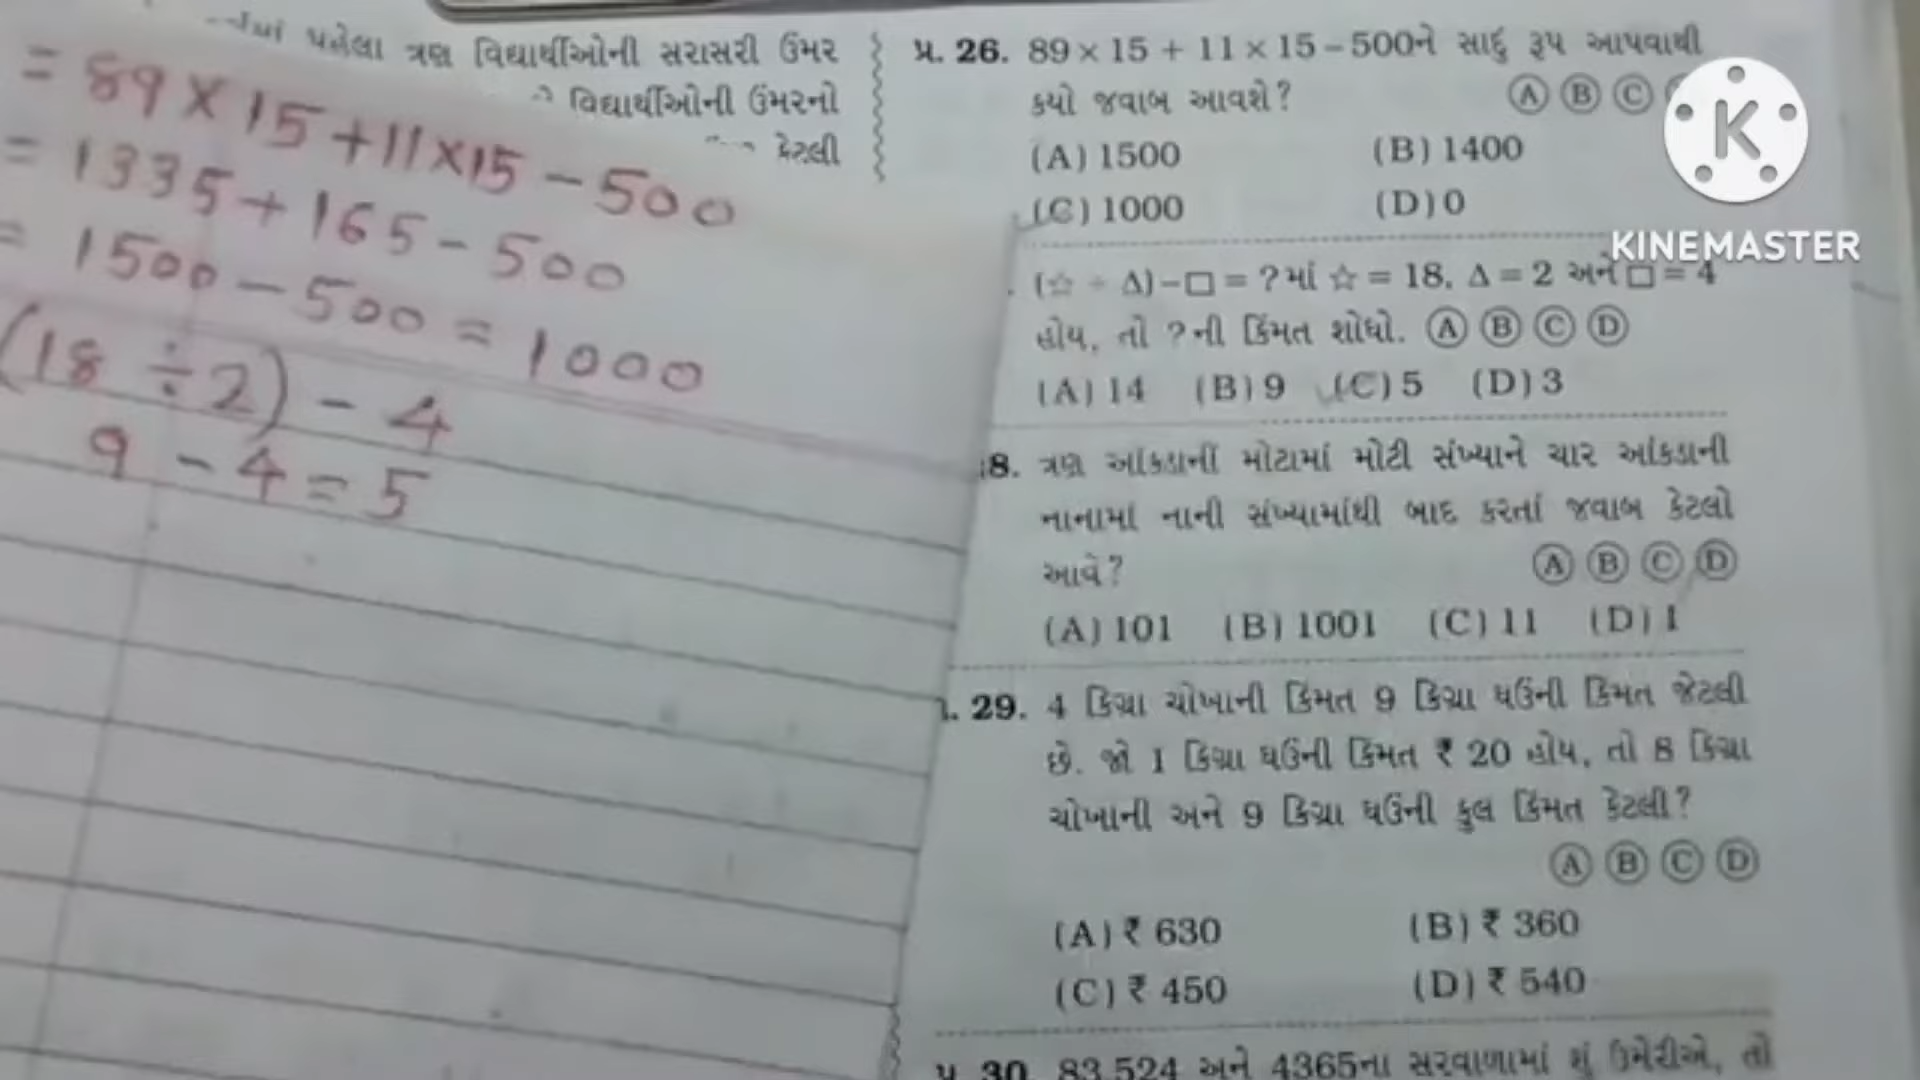 પનેલા ત્રણ વિદ્યાર્થીઓની સરાસરી ઉંમર
વિદ્યાર્થીઓની ઉંમરનો
કેટલી
= 89 × 15 + 11 × 15 - 500
= 1335 + 165 - 500
= 1500 - 500 = 1000
(18 ÷ 2) - 4
9 - 4 = 5
પ્ર. 26. 89 × 15 + 11 × 15 – 500ને સાદું રૂપ આપવાથી
કયો જવાબ આવશે? Ⓐ Ⓑ Ⓒ
(A) 1500 (B) 1400
(C) 1000 (D) 0
(☆ ÷ Δ) – □ = ? માં ☆ = 18, Δ = 2 અને □ = 4
હોય, તો ? ની કિંમત શોધો. Ⓐ Ⓑ Ⓒ Ⓓ
(A) 14 (B) 9 (C) 5 (D) 3
8. ત્રણ આંકડાની મોટામાં મોટી સંખ્યાને ચાર આંકડાની
નાનામાં નાની સંખ્યામાંથી બાદ કરતાં જવાબ કેટલો
આવે? Ⓐ Ⓑ Ⓒ Ⓓ
(A) 101 (B) 1001 (C) 11 (D) 1
29. 4 કિગ્રા ચોખાની કિંમત 9 કિગ્રા ઘઉંની કિંમત જેટલી
છે. જો 1 કિગ્રા ઘઉંની કિંમત ₹ 20 હોય, તો 8 કિગ્રા
ચોખાની અને 9 કિગ્રા ઘઉંની કુલ કિંમત કેટલી?
Ⓐ Ⓑ Ⓒ Ⓓ
(A) ₹ 630 (B) ₹ 360
(C) ₹ 450 (D) ₹ 540
પ્ર 30. 83,524 અને 4365ના સરવાળામાં શું ઉમેરીએ, તો
K
KINEMASTER